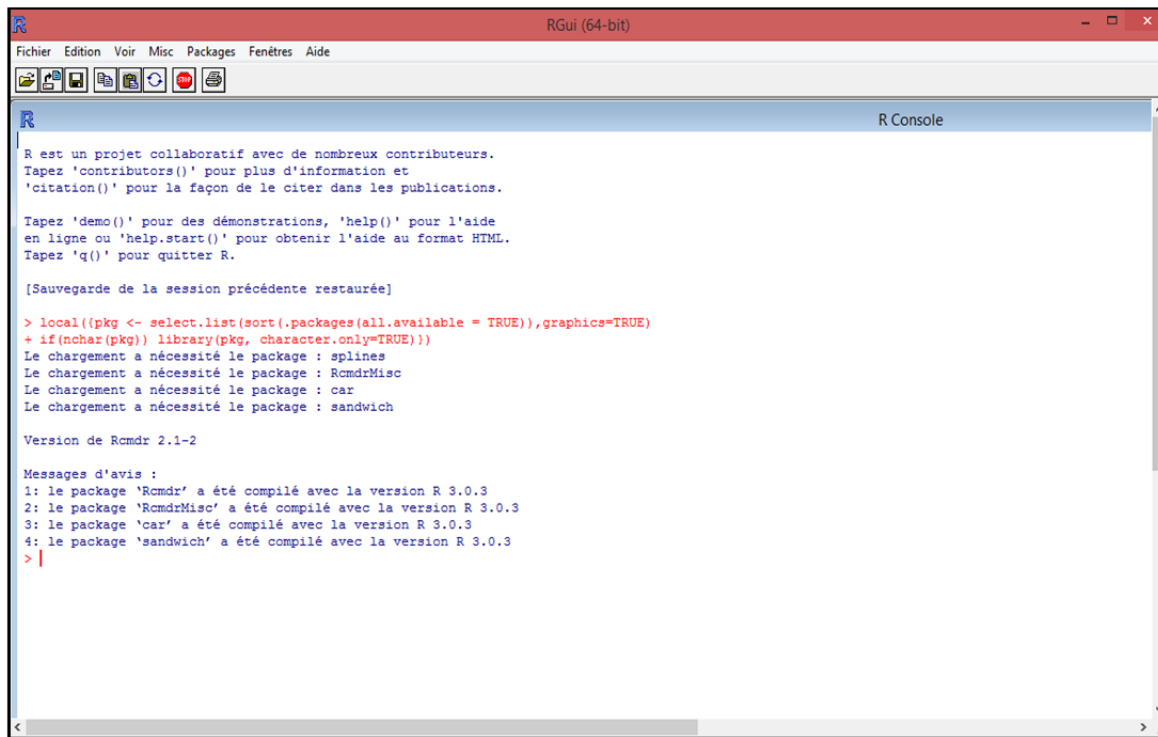 RGui (64-bit)
Fichier Edition Voir Misc Packages Fenêtres Aide
STOP
R Console
R est un projet collaboratif avec de nombreux contributeurs.
Tapez 'contributors()' pour plus d'information et
'citation()' pour la façon de le citer dans les publications.
Tapez 'demo()' pour des démonstrations, 'help()' pour l'aide
en ligne ou 'help.start()' pour obtenir l'aide au format HTML.
Tapez 'q()' pour quitter R.
[Sauvegarde de la session précédente restaurée]
> local({pkg <- select.list(sort(.packages(all.available = TRUE)),graphics=TRUE)
+ if(nchar(pkg)) library(pkg, character.only=TRUE)})
Le chargement a nécessité le package : splines
Le chargement a nécessité le package : RcmdrMisc
Le chargement a nécessité le package : car
Le chargement a nécessité le package : sandwich
Version de Rcmdr 2.1-2
Messages d'avis :
1: le package ‘Rcmdr’ a été compilé avec la version R 3.0.3
2: le package ‘RcmdrMisc’ a été compilé avec la version R 3.0.3
3: le package ‘car’ a été compilé avec la version R 3.0.3
4: le package ‘sandwich’ a été compilé avec la version R 3.0.3
>